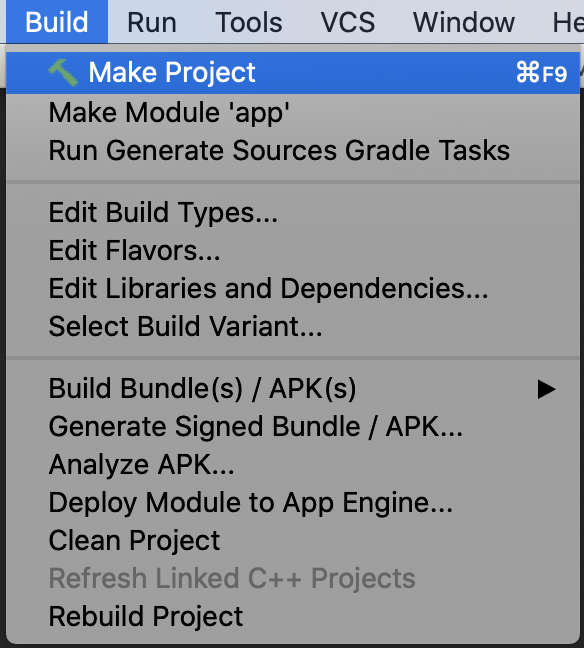 Build Run Tools VCS Window He
Make Project ⌘F9
Make Module 'app'
Run Generate Sources Gradle Tasks
Edit Build Types...
Edit Flavors...
Edit Libraries and Dependencies...
Select Build Variant...
Build Bundle(s) / APK(s)
Generate Signed Bundle / APK...
Analyze APK...
Deploy Module to App Engine...
Clean Project
Refresh Linked C++ Projects
Rebuild Project